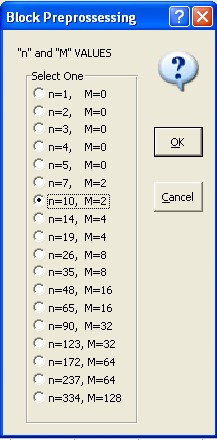 Block Preprossessing
"n" and "M" VALUES
Select One
n=1, M=0
n=2, M=0
n=3, M=0
n=4, M=0
n=5, M=0
n=7, M=2
n=10, M=2
n=14, M=4
n=19, M=4
n=26, M=8
n=35, M=8
n=48, M=16
n=65, M=16
n=90, M=32
n=123, M=32
n=172, M=64
n=237, M=64
n=334, M=128
OK
Cancel